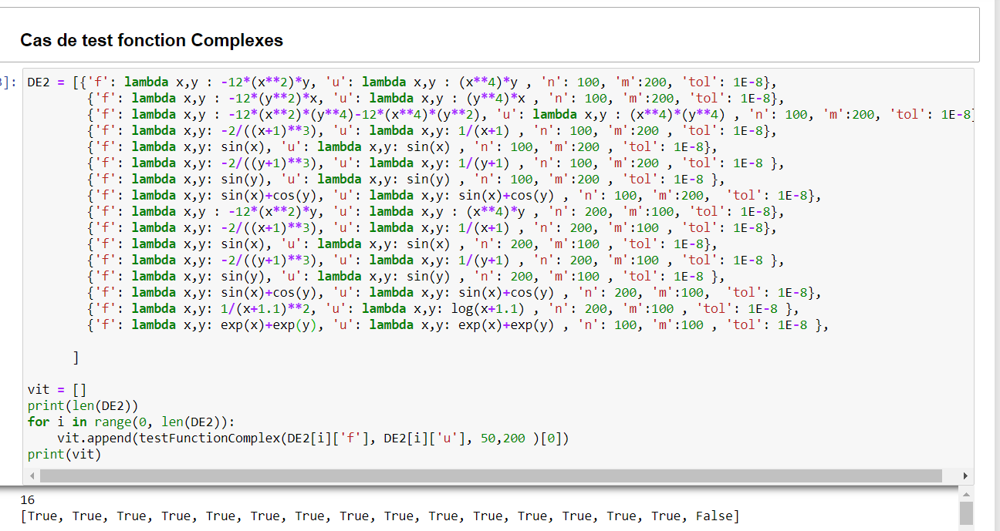 Cas de test fonction Complexes
]: DE2 = [{'f': lambda x,y : -12*(x**2)*y, 'u': lambda x,y : (x**4)*y , 'n': 100, 'm':200, 'tol': 1E-8},
{'f': lambda x,y : -12*(y**2)*x, 'u': lambda x,y : (y**4)*x , 'n': 100, 'm':200, 'tol': 1E-8},
{'f': lambda x,y : -12*(x**2)*(y**4)-12*(x**4)*(y**2), 'u': lambda x,y : (x**4)*(y**4) , 'n': 100, 'm':200, 'tol': 1E-8
{'f': lambda x,y: -2/((x+1)**3), 'u': lambda x,y: 1/(x+1) , 'n': 100, 'm':200 , 'tol': 1E-8},
{'f': lambda x,y: sin(x), 'u': lambda x,y: sin(x) , 'n': 100, 'm':200 , 'tol': 1E-8},
{'f': lambda x,y: -2/((y+1)**3), 'u': lambda x,y: 1/(y+1) , 'n': 100, 'm':200 , 'tol': 1E-8 },
{'f': lambda x,y: sin(y), 'u': lambda x,y: sin(y) , 'n': 100, 'm':200 , 'tol': 1E-8 },
{'f': lambda x,y: sin(x)+cos(y), 'u': lambda x,y: sin(x)+cos(y) , 'n': 100, 'm':200,  'tol': 1E-8},
{'f': lambda x,y : -12*(x**2)*y, 'u': lambda x,y : (x**4)*y , 'n': 200, 'm':100, 'tol': 1E-8},
{'f': lambda x,y: -2/((x+1)**3), 'u': lambda x,y: 1/(x+1) , 'n': 200, 'm':100 , 'tol': 1E-8},
{'f': lambda x,y: sin(x), 'u': lambda x,y: sin(x) , 'n': 200, 'm':100 , 'tol': 1E-8},
{'f': lambda x,y: -2/((y+1)**3), 'u': lambda x,y: 1/(y+1) , 'n': 200, 'm':100 , 'tol': 1E-8 },
{'f': lambda x,y: sin(y), 'u': lambda x,y: sin(y) , 'n': 200, 'm':100 , 'tol': 1E-8 },
{'f': lambda x,y: sin(x)+cos(y), 'u': lambda x,y: sin(x)+cos(y) , 'n': 200, 'm':100,  'tol': 1E-8},
{'f': lambda x,y: 1/(x+1.1)**2, 'u': lambda x,y: log(x+1.1) , 'n': 200, 'm':100 , 'tol': 1E-8 },
{'f': lambda x,y: exp(x)+exp(y), 'u': lambda x,y: exp(x)+exp(y) , 'n': 100, 'm':100 , 'tol': 1E-8 },
]
vit = []
print(len(DE2))
for i in range(0, len(DE2)):
vit.append(testFunctionComplex(DE2[i]['f'], DE2[i]['u'], 50,200 )[0])
print(vit)
16
[True, True, True, True, True, True, True, True, True, True, True, True, True, True, True, False]